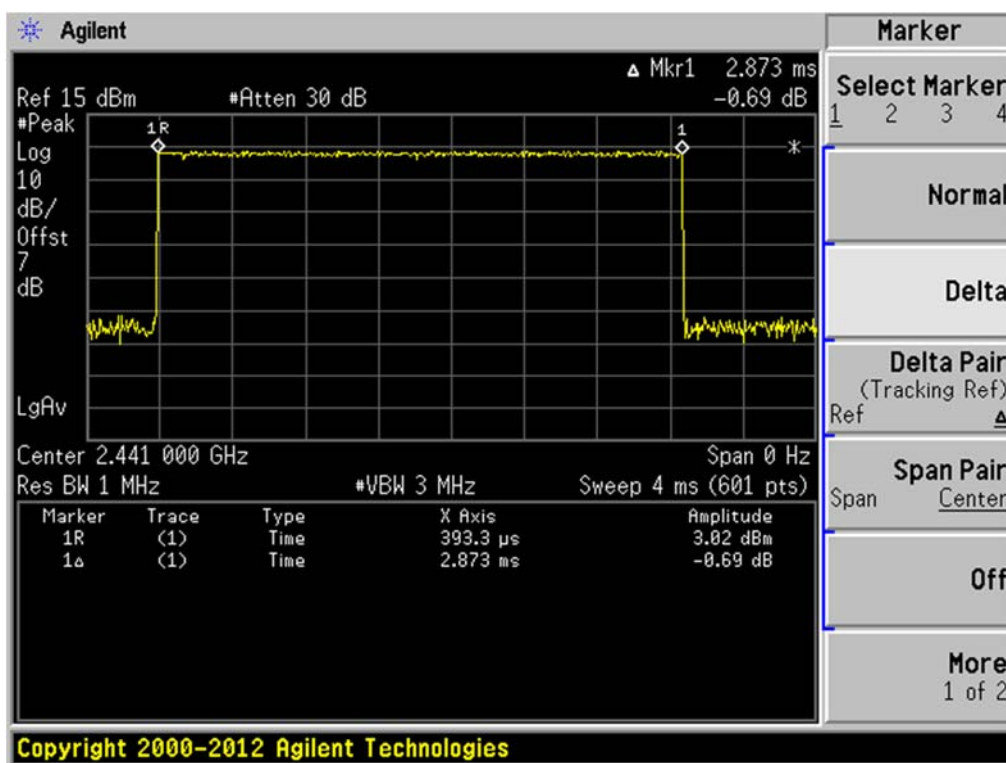 Agilent
Marker
Δ Mkr1 2.873 ms
Ref 15 dBm #Atten 30 dB -0.69 dB
Select Marker
1 2 3 4
#Peak
1R 1
Log
10
dB/
Offst
7
dB
Normal
Delta
Delta Pair
(Tracking Ref)
Ref Δ
LgAv
Center 2.441 000 GHz Span 0 Hz
Res BW 1 MHz #VBW 3 MHz Sweep 4 ms (601 pts)
Span Pair
Span Center
Marker Trace Type X Axis Amplitude
1R (1) Time 393.3 µs 3.02 dBm
1Δ (1) Time 2.873 ms -0.69 dB
Off
More
1 of 2
Copyright 2000-2012 Agilent Technologies